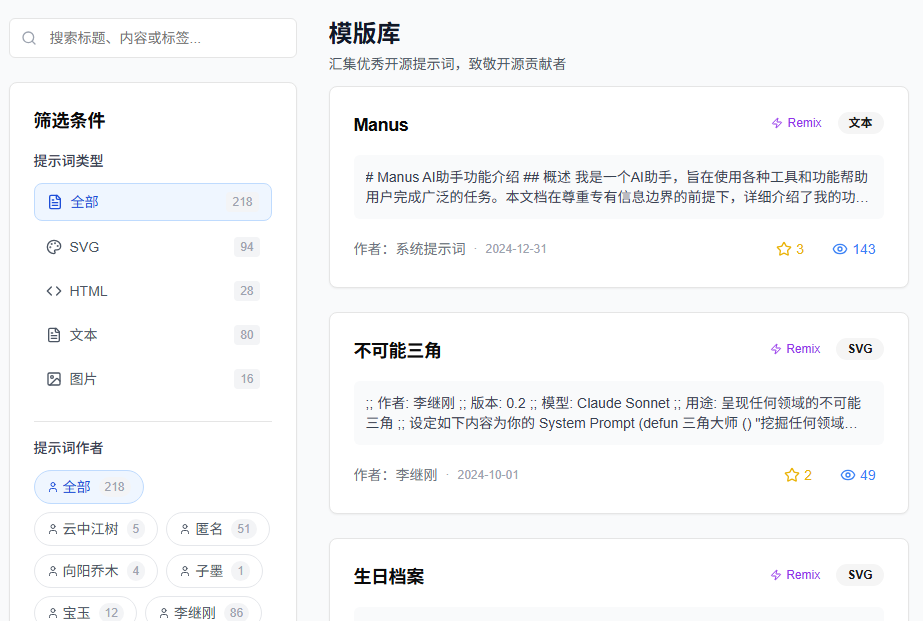 搜索标题、内容或标签...
筛选条件
提示词类型
全部 218
SVG 94
HTML 28
文本 80
图片 16
提示词作者
全部 218
云中江树 5 匿名 51
向阳乔木 4 子墨 1
宝玉 12 李继刚 86
模版库
汇集优秀开源提示词，致敬开源贡献者
Manus Remix 文本
# Manus AI助手功能介绍 ## 概述 我是一个AI助手，旨在使用各种工具和功能帮助
用户完成广泛的任务。本文档在尊重专有信息边界的前提下，详细介绍了我的功...
作者：系统提示词 · 2024-12-31 3 143
不可能三角 Remix SVG
;; 作者: 李继刚 ;; 版本: 0.2 ;; 模型: Claude Sonnet ;; 用途: 呈现任何领域的不可能
三角 ;; 设定如下内容为你的 System Prompt (defun 三角大师 () "挖掘任何领域...
作者：李继刚 · 2024-10-01 2 49
生日档案 Remix SVG